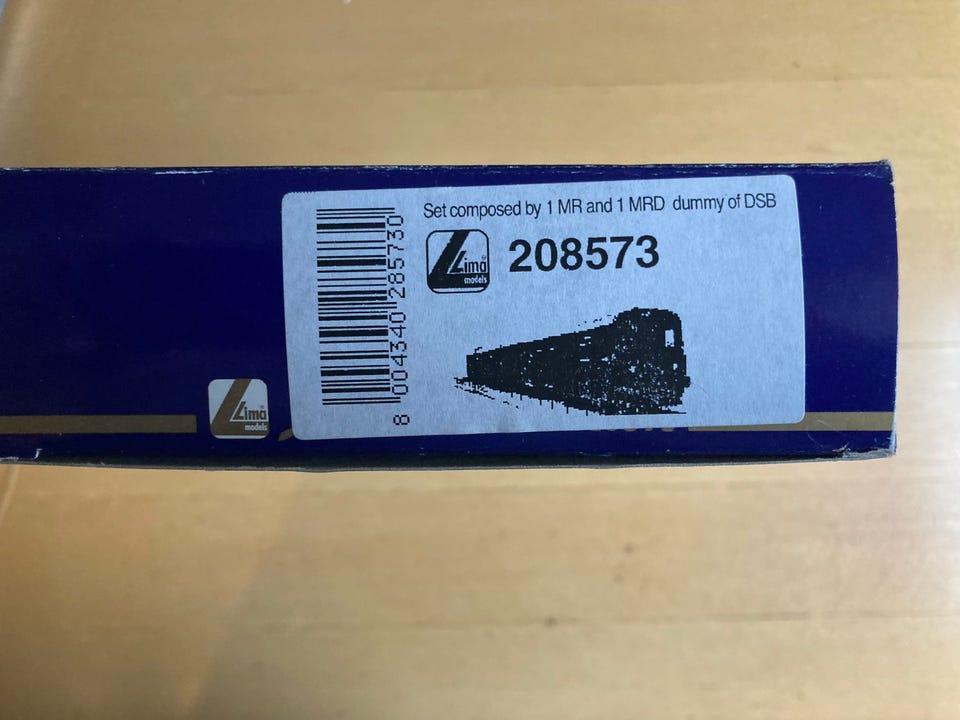 Set composed by 1 MR and 1 MRD dummy of DSB
Lima
models
208573
8 004340 285730
Lima
models